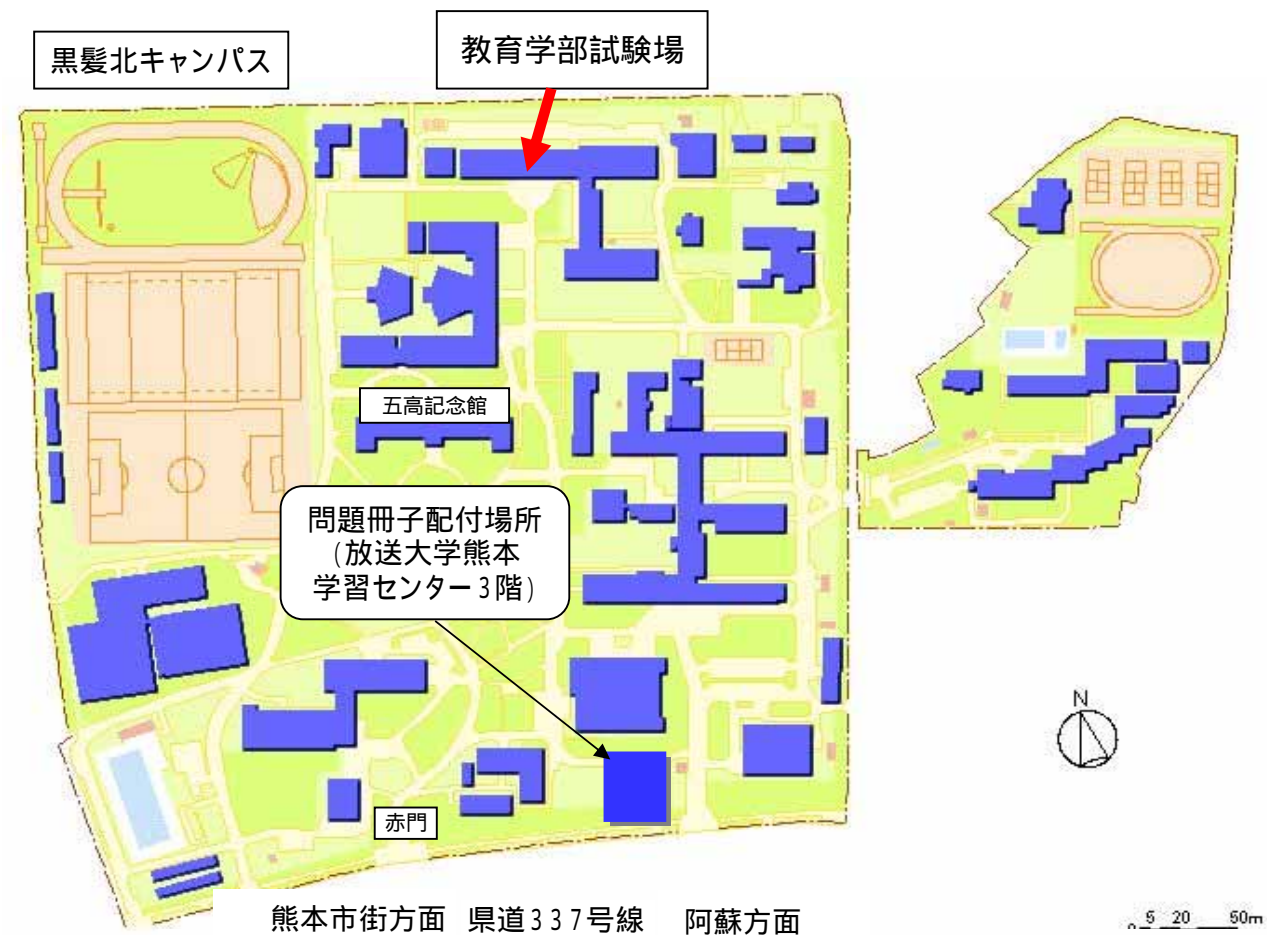 黒髪北キャンパス
教育学部試験場
五高記念館
問題冊子配付場所
(放送大学熊本
学習センター3階)
赤門
N
熊本市街方面 県道337号線 阿蘇方面
0 5 20 50m